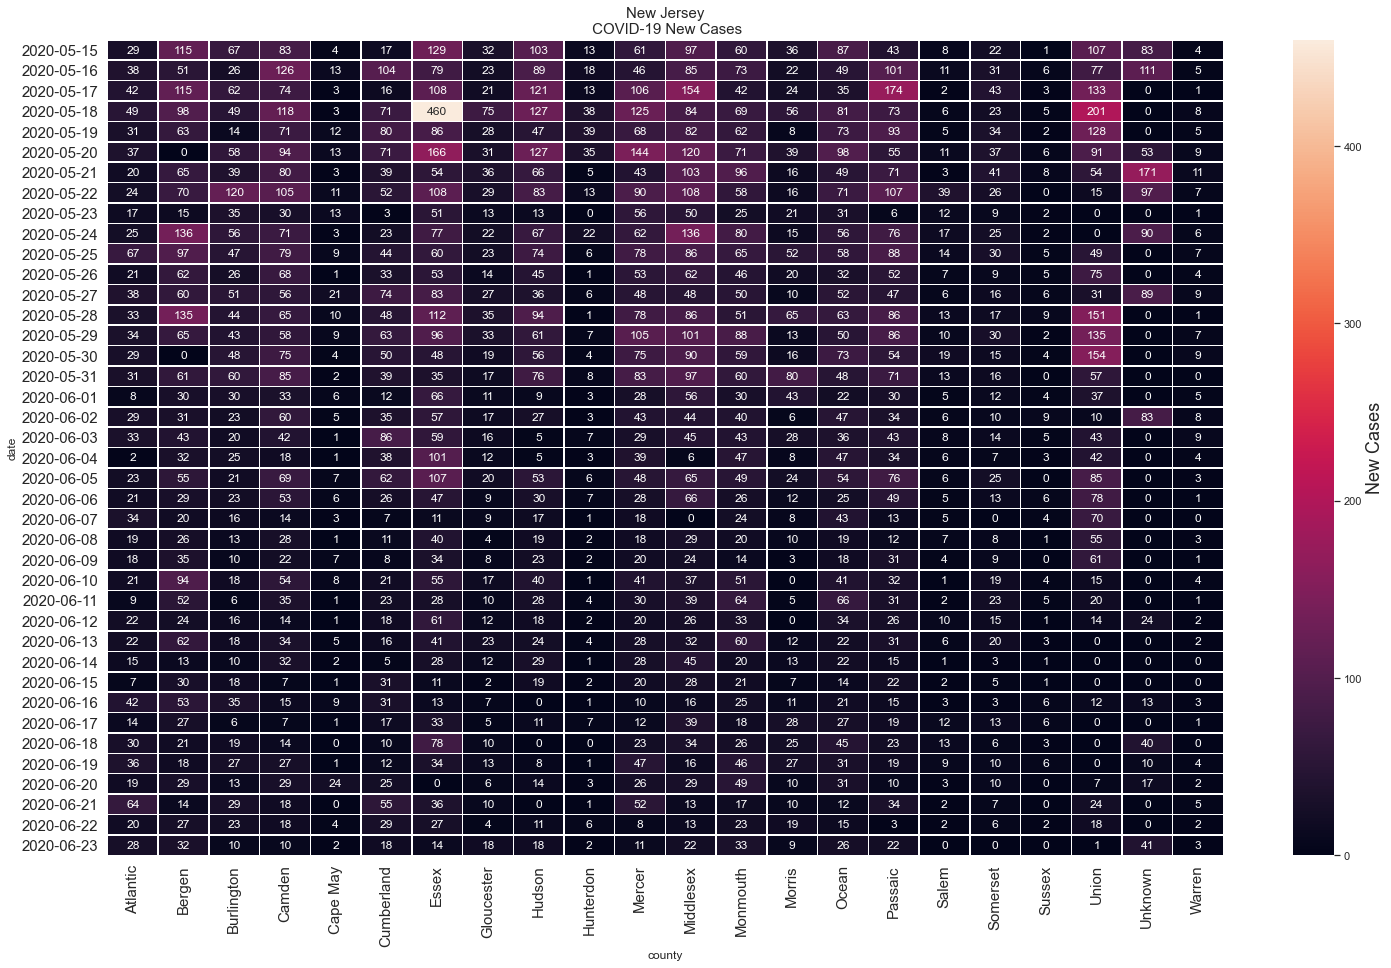 New Jersey
COVID-19 New Cases
2020-05-15 29 115 67 83 4 17 129 32 103 13 61 97 60 36 87 43 8 22 1 107 83 4
2020-05-16 38 51 26 126 13 104 79 23 89 18 46 85 73 22 49 101 11 31 6 77 111 5
2020-05-17 42 115 62 74 3 16 108 21 121 13 106 154 42 24 35 174 2 43 3 133 0 1
2020-05-18 49 98 49 118 3 71 460 75 127 38 125 84 69 56 81 73 6 23 5 201 0 8
2020-05-19 31 63 14 71 12 80 86 28 47 39 68 82 62 8 73 93 5 34 2 128 0 5
2020-05-20 37 0 58 94 13 71 166 31 127 35 144 120 71 39 98 55 11 37 6 91 53 9
2020-05-21 20 65 39 80 3 39 54 36 66 5 43 103 96 16 49 71 3 41 8 54 171 11
2020-05-22 24 70 120 105 11 52 108 29 83 13 90 108 58 16 71 107 39 26 0 15 97 7
2020-05-23 17 15 35 30 13 3 51 13 13 0 56 50 25 21 31 6 12 9 2 0 0 1
2020-05-24 25 136 56 71 3 23 77 22 67 22 62 136 80 15 56 76 17 25 2 0 90 6
2020-05-25 67 97 47 79 9 44 60 23 74 6 78 86 65 52 58 88 14 30 5 49 0 7
2020-05-26 21 62 26 68 1 33 53 14 45 1 53 62 46 20 32 52 7 9 5 75 0 4
2020-05-27 38 60 51 56 21 74 83 27 36 6 48 48 50 10 52 47 6 16 6 31 89 9
2020-05-28 33 135 44 65 10 48 112 35 94 1 78 86 51 65 63 86 13 17 9 151 0 1
2020-05-29 34 65 43 58 9 63 96 33 61 7 105 101 88 13 50 86 10 30 2 135 0 7
2020-05-30 29 0 48 75 4 50 48 19 56 4 75 90 59 16 73 54 19 15 4 154 0 9
2020-05-31 31 61 60 85 2 39 35 17 76 8 83 97 60 80 48 71 13 16 0 57 0 0
2020-06-01 8 30 30 33 6 12 66 11 9 3 28 56 30 43 22 30 5 12 4 37 0 5
2020-06-02 29 31 23 60 5 35 57 17 27 3 43 44 40 6 47 34 6 10 9 10 83 8
2020-06-03 33 43 20 42 1 86 59 16 5 7 29 45 43 28 36 43 8 14 5 43 0 9
2020-06-04 2 32 25 18 1 38 101 12 5 3 39 6 47 8 47 34 6 7 3 42 0 4
2020-06-05 23 55 21 69 7 62 107 20 53 6 48 65 49 24 54 76 6 25 0 85 0 3
2020-06-06 21 29 23 53 6 26 47 9 30 7 28 66 26 12 25 49 5 13 6 78 0 1
2020-06-07 34 20 16 14 3 7 11 9 17 1 18 0 24 8 43 13 5 0 4 70 0 0
2020-06-08 19 26 13 28 1 11 40 4 19 2 18 29 20 10 19 12 7 8 1 55 0 3
2020-06-09 18 35 10 22 7 8 34 8 23 2 20 24 14 3 18 31 4 9 0 61 0 1
2020-06-10 21 94 18 54 8 21 55 17 40 1 41 37 51 0 41 32 1 19 4 15 0 4
2020-06-11 9 52 6 35 1 23 28 10 28 4 30 39 64 5 66 31 2 23 5 20 0 1
2020-06-12 22 24 16 14 1 18 61 12 18 2 20 26 33 0 34 26 10 15 1 14 24 2
2020-06-13 22 62 18 34 5 16 41 23 24 4 28 32 60 12 22 31 6 20 3 0 0 2
2020-06-14 15 13 10 32 2 5 28 12 29 1 28 45 20 13 22 15 1 3 1 0 0 0
2020-06-15 7 30 18 7 1 31 11 2 19 2 20 28 21 7 14 22 2 5 1 0 0 0
2020-06-16 42 53 35 15 9 31 13 7 0 1 10 16 25 11 21 15 3 3 6 12 13 3
2020-06-17 14 27 6 7 1 17 33 5 11 7 12 39 18 28 27 19 12 13 6 0 0 1
2020-06-18 30 21 19 14 0 10 78 10 0 0 23 34 26 25 45 23 13 6 3 0 40 0
2020-06-19 36 18 27 27 1 12 34 13 8 1 47 16 46 27 31 19 9 10 6 0 10 4
2020-06-20 19 29 13 29 24 25 0 6 14 3 26 29 49 10 31 10 3 10 0 7 17 2
2020-06-21 64 14 29 18 0 55 36 10 0 1 52 13 17 10 12 34 2 7 0 24 0 5
2020-06-22 20 27 23 18 4 29 27 4 11 6 8 13 23 19 15 3 2 6 2 18 0 2
2020-06-23 28 32 10 10 2 18 14 18 18 2 11 22 33 9 26 22 0 0 0 1 41 3
date
Atlantic Bergen Burlington Camden Cape May Cumberland Essex Gloucester Hudson Hunterdon Mercer Middlesex Monmouth Morris Ocean Passaic Salem Somerset Sussex Union Unknown Warren
county
400
300
200
100
0
New Cases